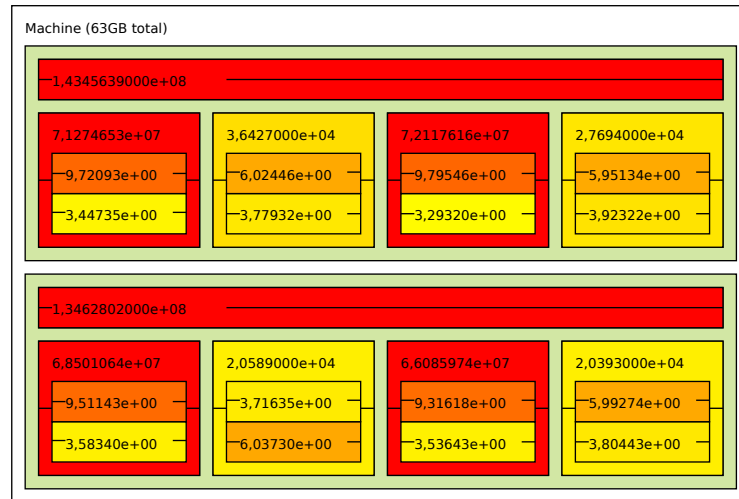 Machine (63GB total)
1,4345639000e+08
7,1274653e+07 3,6427000e+04 7,2117616e+07 2,7694000e+04
9,72093e+00 6,02446e+00 9,79546e+00 5,95134e+00
3,44735e+00 3,77932e+00 3,29320e+00 3,92322e+00
1,3462802000e+08
6,8501064e+07 2,0589000e+04 6,6085974e+07 2,0393000e+04
9,51143e+00 3,71635e+00 9,31618e+00 5,99274e+00
3,58340e+00 6,03730e+00 3,53643e+00 3,80443e+00